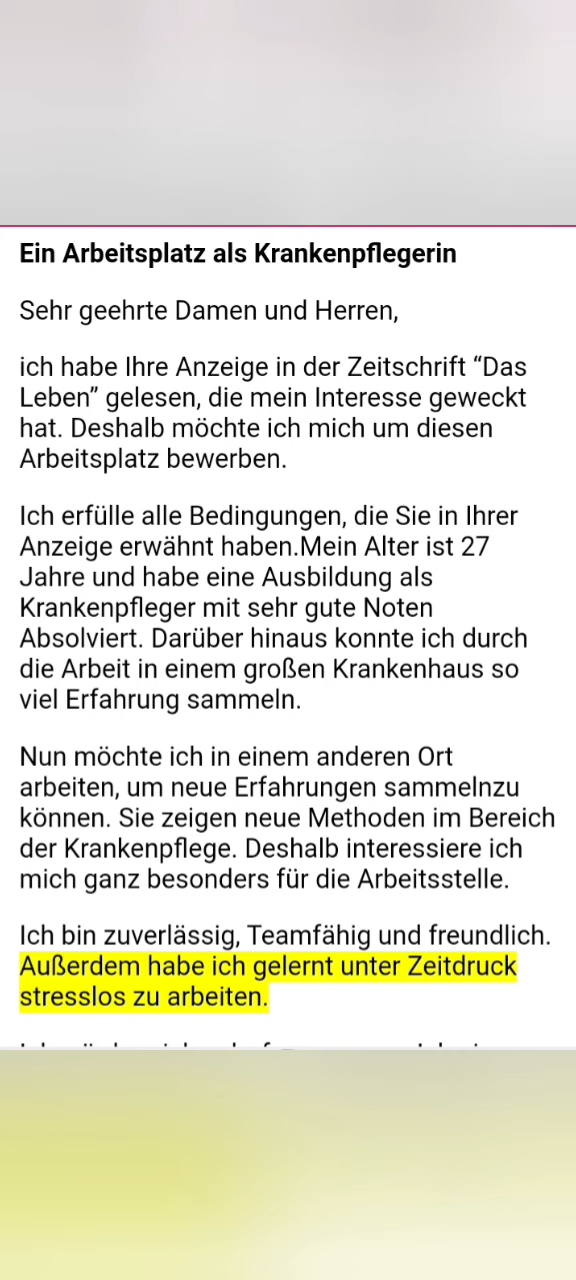 Ein Arbeitsplatz als Krankenpflegerin
Sehr geehrte Damen und Herren,
ich habe Ihre Anzeige in der Zeitschrift “Das
Leben” gelesen, die mein Interesse geweckt
hat. Deshalb möchte ich mich um diesen
Arbeitsplatz bewerben.
Ich erfülle alle Bedingungen, die Sie in Ihrer
Anzeige erwähnt haben.Mein Alter ist 27
Jahre und habe eine Ausbildung als
Krankenpfleger mit sehr gute Noten
Absolviert. Darüber hinaus konnte ich durch
die Arbeit in einem großen Krankenhaus so
viel Erfahrung sammeln.
Nun möchte ich in einem anderen Ort
arbeiten, um neue Erfahrungen sammelnzu
können. Sie zeigen neue Methoden im Bereich
der Krankenpflege. Deshalb interessiere ich
mich ganz besonders für die Arbeitsstelle.
Ich bin zuverlässig, Teamfähig und freundlich.
Außerdem habe ich gelernt unter Zeitdruck
stresslos zu arbeiten.